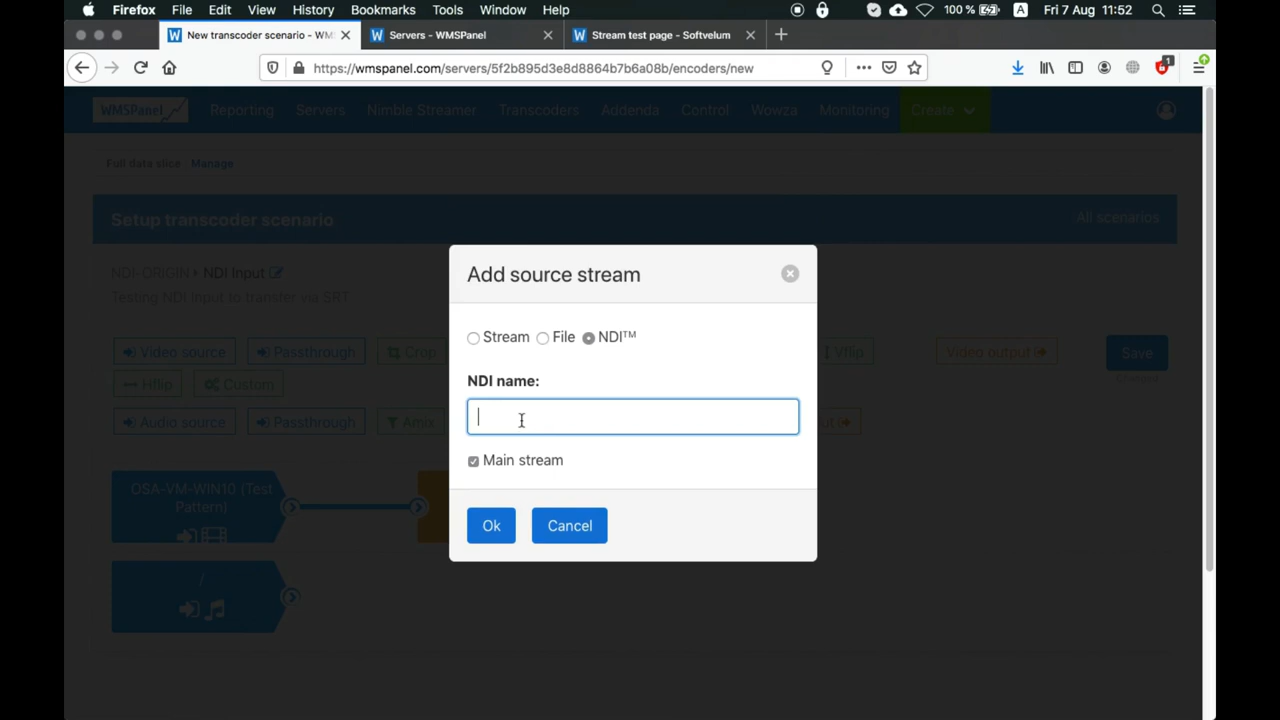 Firefox File Edit View History Bookmarks Tools Window Help 100 % A Fri 7 Aug 11:52
New transcoder scenario - WMS W Servers - WMSPanel W Stream test page - Softvelum
https://wmspanel.com/servers/5f2b895d3e8d8864b7b6a08b/encoders/new 1
WMSPanel Reporting Servers Nimble Streamer Transcoders Addenda Control Wowza Monitoring Create
Full data slice Manage
Setup transcoder scenario All scenarios
NDI-ORIGIN NDI Input
Testing NDI Input to transfer via SRT
Add source stream
Stream File NDI™
NDI name:
Main stream
Ok Cancel
Video source Passthrough Crop Vflip Video output Save
Changes
Hflip Custom
Audio source Passthrough Amix
OSA-VM-WIN10 (Test
Pattern)
/